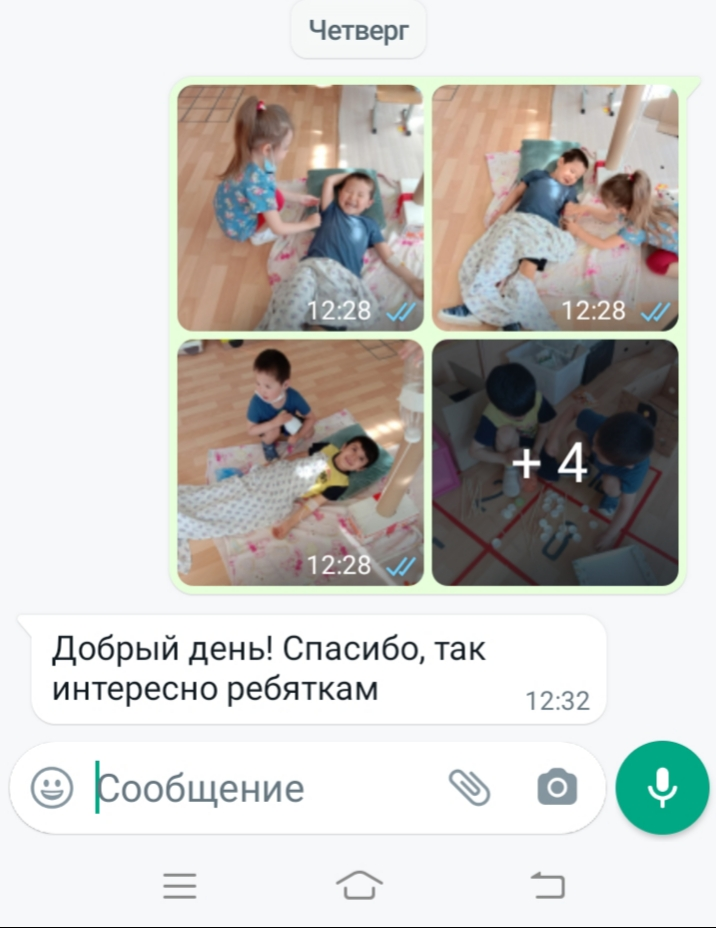 Четверг
12:28
12:28
12:28
+ 4
Добрый день! Спасибо, так
интересно ребяткам
12:32
Сообщение